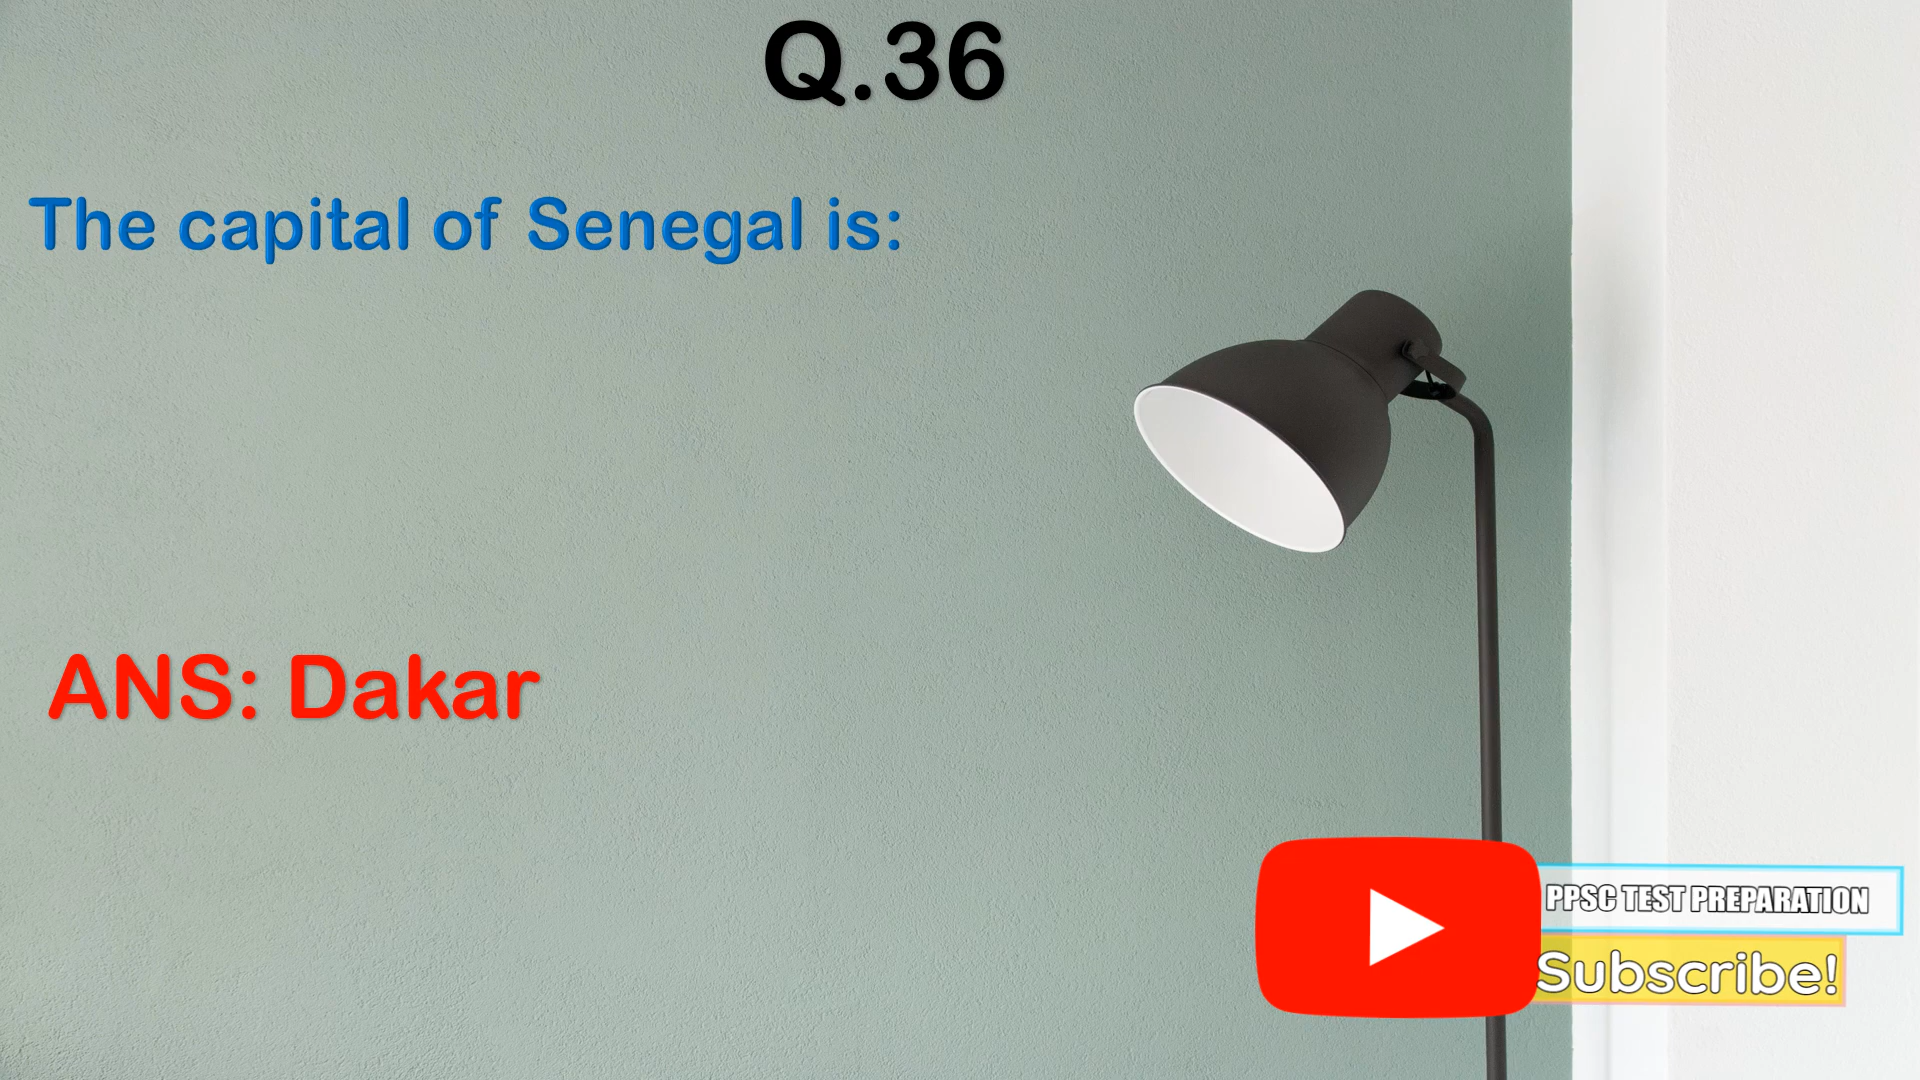 Q.36
The capital of Senegal is:
ANS: Dakar
PPSC TEST PREPARATION
Subscribe!